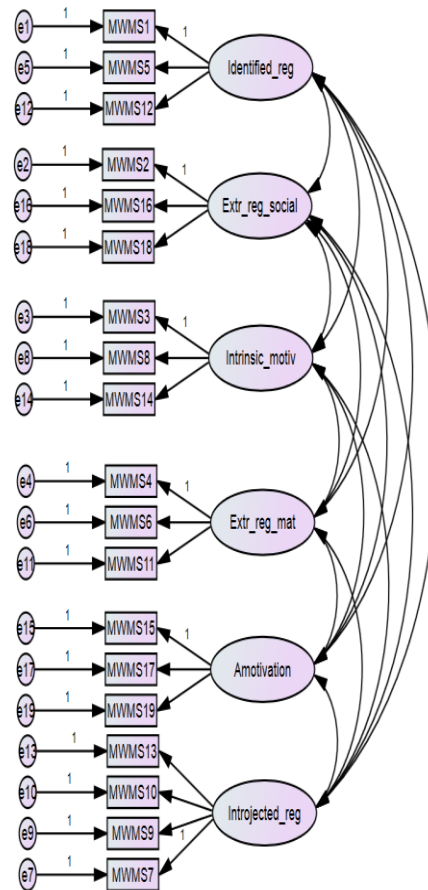 e1 1 MWMS1 1 Identified_reg
e5 1 MWMS5
e12 1 MWMS12
e2 1 MWMS2 1 Extr_reg_social
e16 1 MWMS16
e18 1 MWMS18
e3 1 MWMS3 1 Intrinsic_motiv
e8 1 MWMS8
e14 1 MWMS14
e4 1 MWMS4 1 Extr_reg_mat
e6 1 MWMS6
e11 1 MWMS11
e15 1 MWMS15 1 Amotivation
e17 1 MWMS17
e19 1 MWMS19
e13 1 MWMS13
e10 1 MWMS10 Introjected_reg
e9 1 MWMS9 1
e7 1 MWMS7